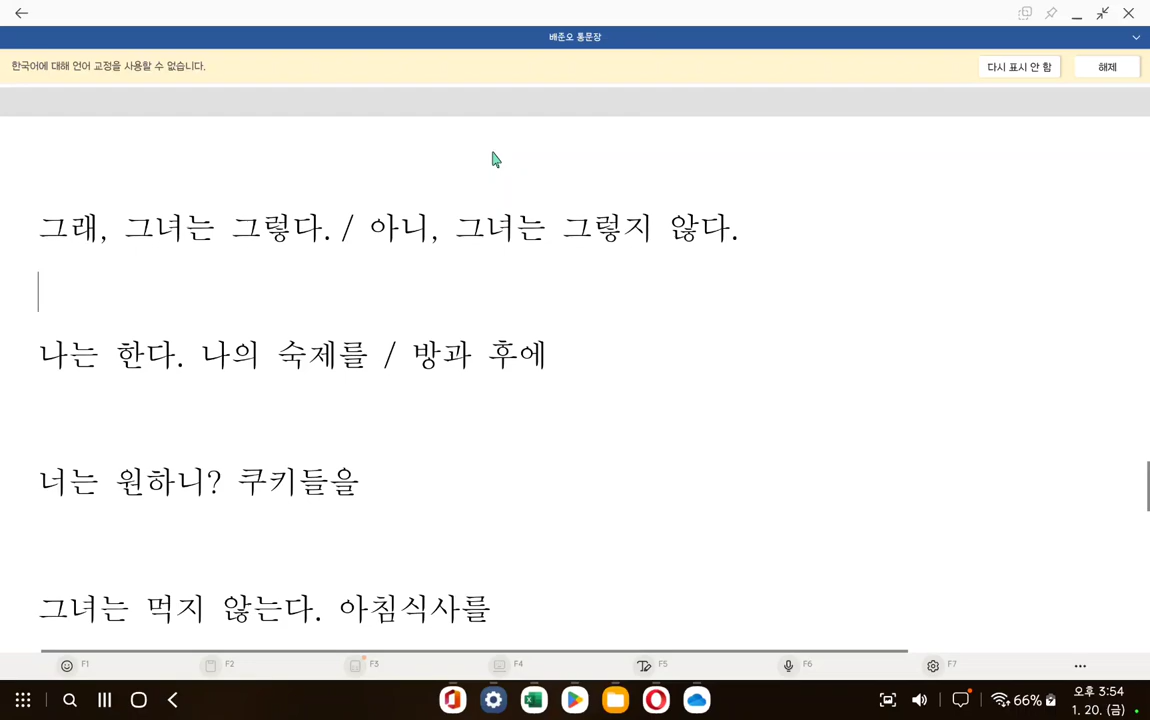 배준오 통문장
한국어에 대해 언어 교정을 사용할 수 없습니다.
다시 표시 안 함
해제
그래, 그녀는 그렇다. / 아니, 그녀는 그렇지 않다.
나는 한다. 나의 숙제를 / 방과 후에
너는 원하니? 쿠키들을
그녀는 먹지 않는다. 아침식사를
F1 F2 F3 F4 F5 F6 F7
66%
오후 3:54
1. 20. (금)